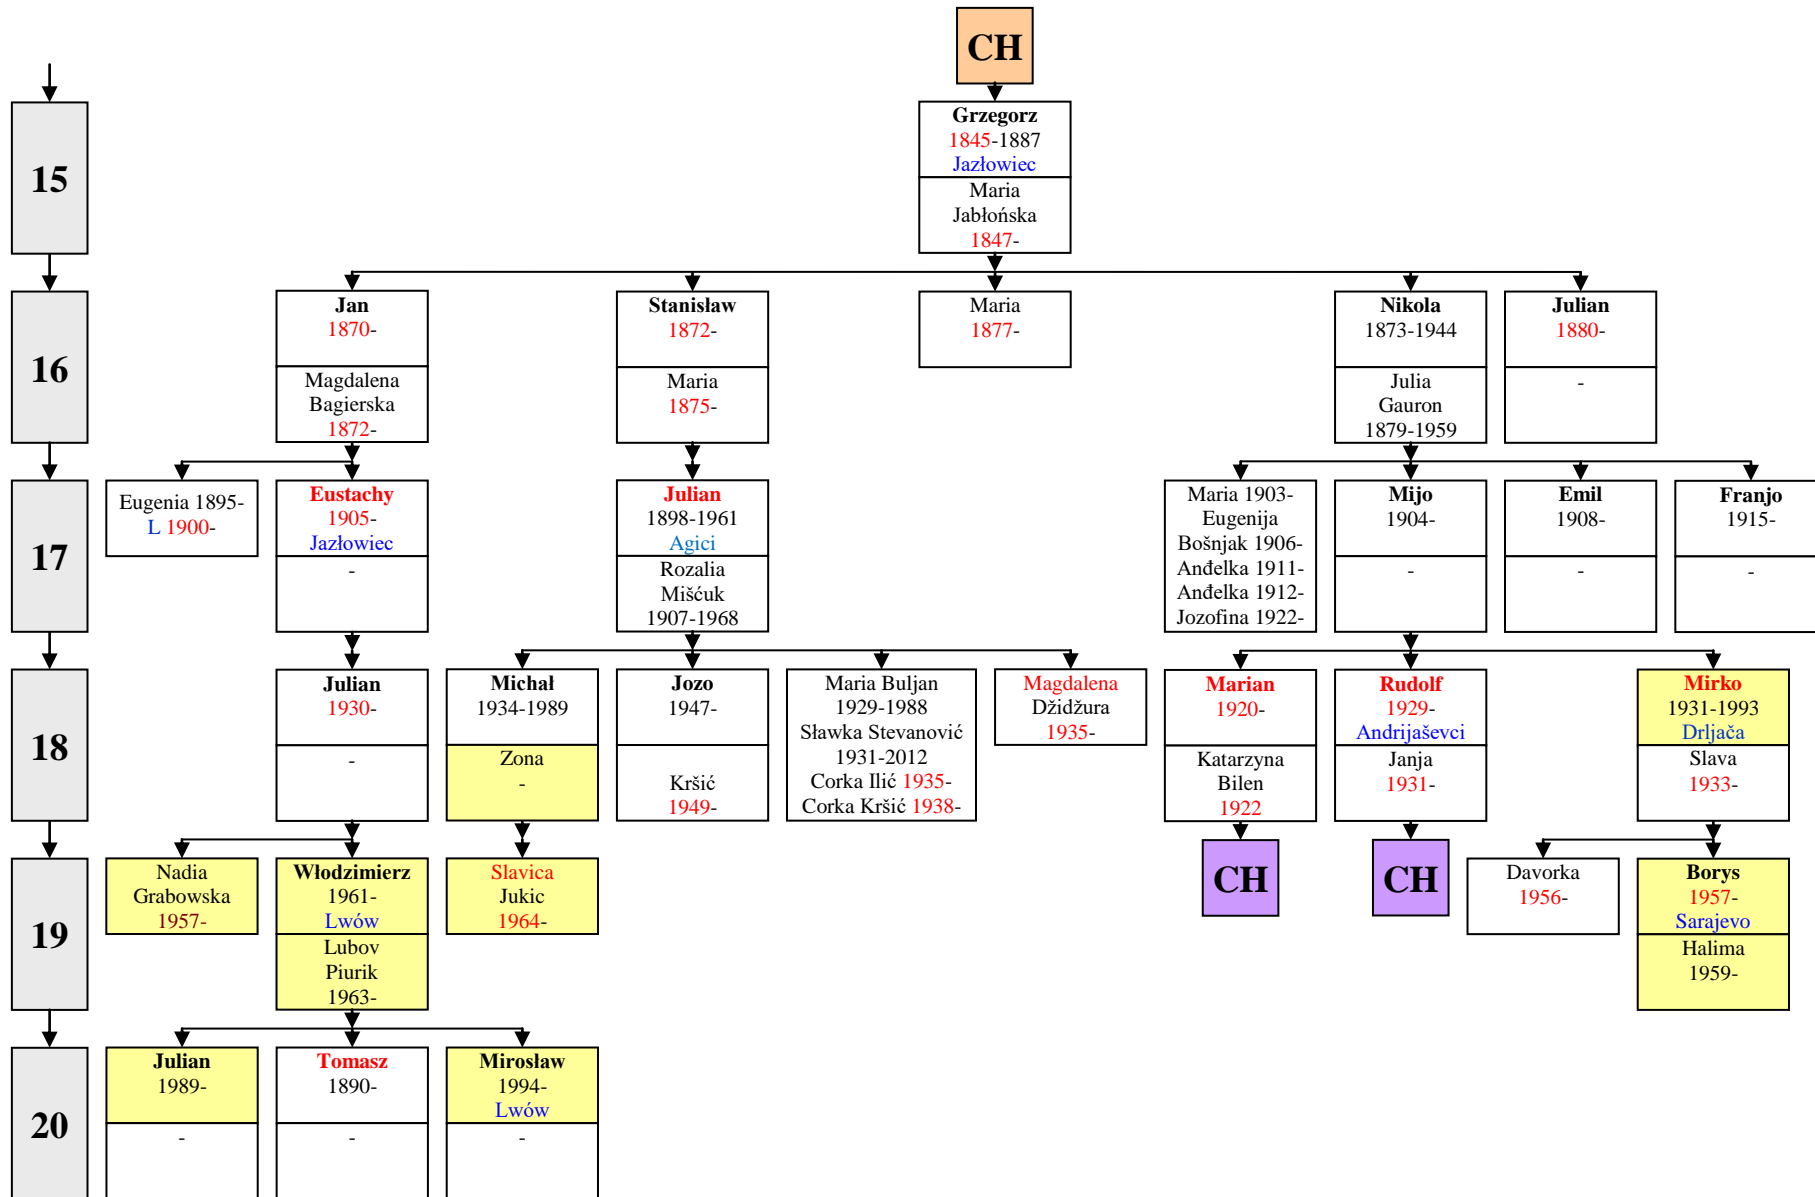 CH
15
Grzegorz
1845-1887
Jazłowiec
Maria
Jabłońska
1847-
16
Jan
1870-
Magdalena
Bagierska
1872-
Stanisław
1872-
Maria
1875-
Maria
1877-
Nikola
1873-1944
Julia
Gauron
1879-1959
Julian
1880-
-
17
Eugenia 1895-
L 1900-
Eustachy
1905-
Jazłowiec
-
Julian
1898-1961
Agici
Rozalia
Mišćuk
1907-1968
Maria 1903-
Eugenija
Bošnjak 1906-
Anđelka 1911-
Anđelka 1912-
Jozofina 1922-
Mijo
1904-
-
Emil
1908-
-
Franjo
1915-
-
18
Julian
1930-
-
Michał
1934-1989
Zona
-
Jozo
1947-
Kršić
1949-
Maria Buljan
1929-1988
Sławka Stevanović
1931-2012
Corka Ilić 1935-
Corka Kršić 1938-
Magdalena
Džidžura
1935-
Marian
1920-
Katarzyna
Bilen
1922
Rudolf
1929-
Andrijaševci
Janja
1931-
Mirko
1931-1993
Drljača
Slava
1933-
19
Nadia
Grabowska
1957-
Włodzimierz
1961-
Lwów
Lubov
Piurik
1963-
Slavica
Jukic
1964-
CH
CH
Davorka
1956-
Borys
1957-
Sarajevo
Halima
1959-
20
Julian
1989-
-
Tomasz
1890-
-
Mirosław
1994-
Lwów
-